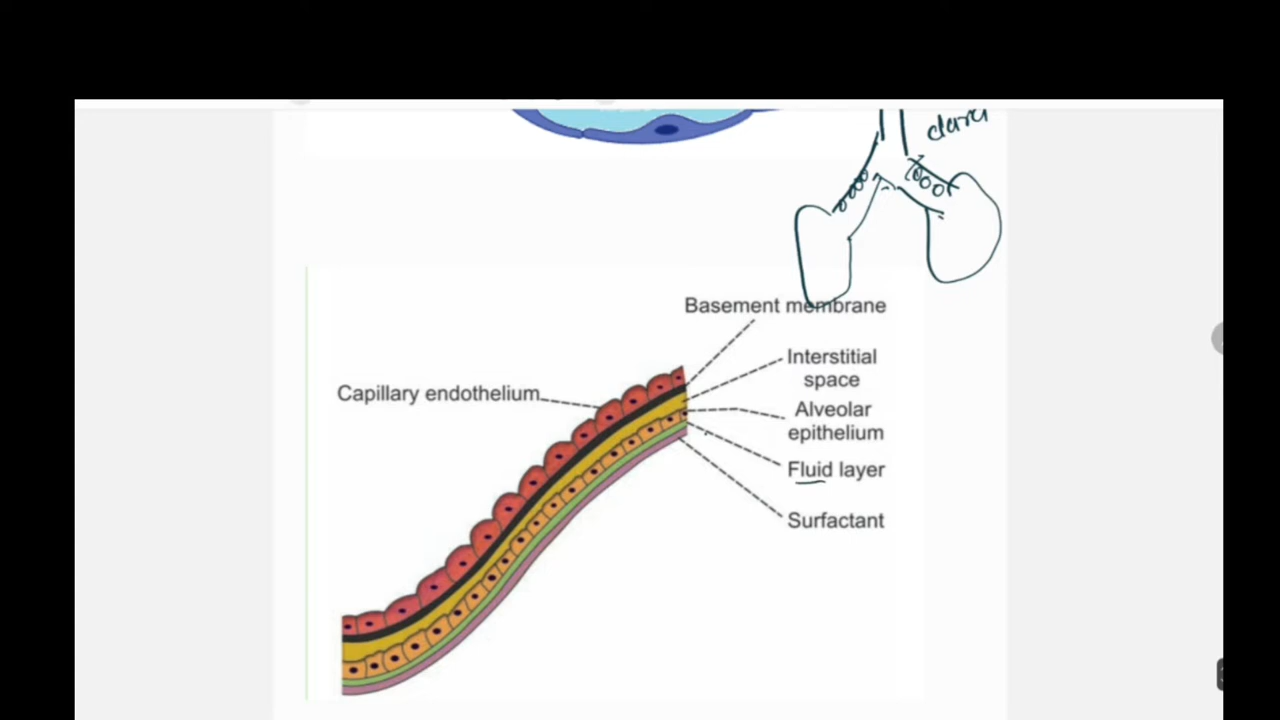 Basement membrane
Interstitial
space
Capillary endothelium
Alveolar
epithelium
Fluid layer
Surfactant